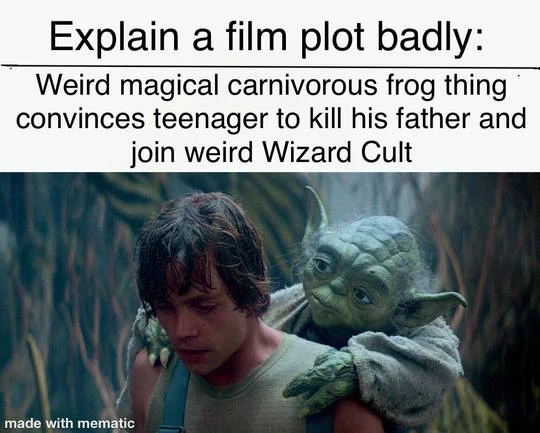 Explain a film plot badly:
Weird magical carnivorous frog thing
convinces teenager to kill his father and
join weird Wizard Cult
made with mematic